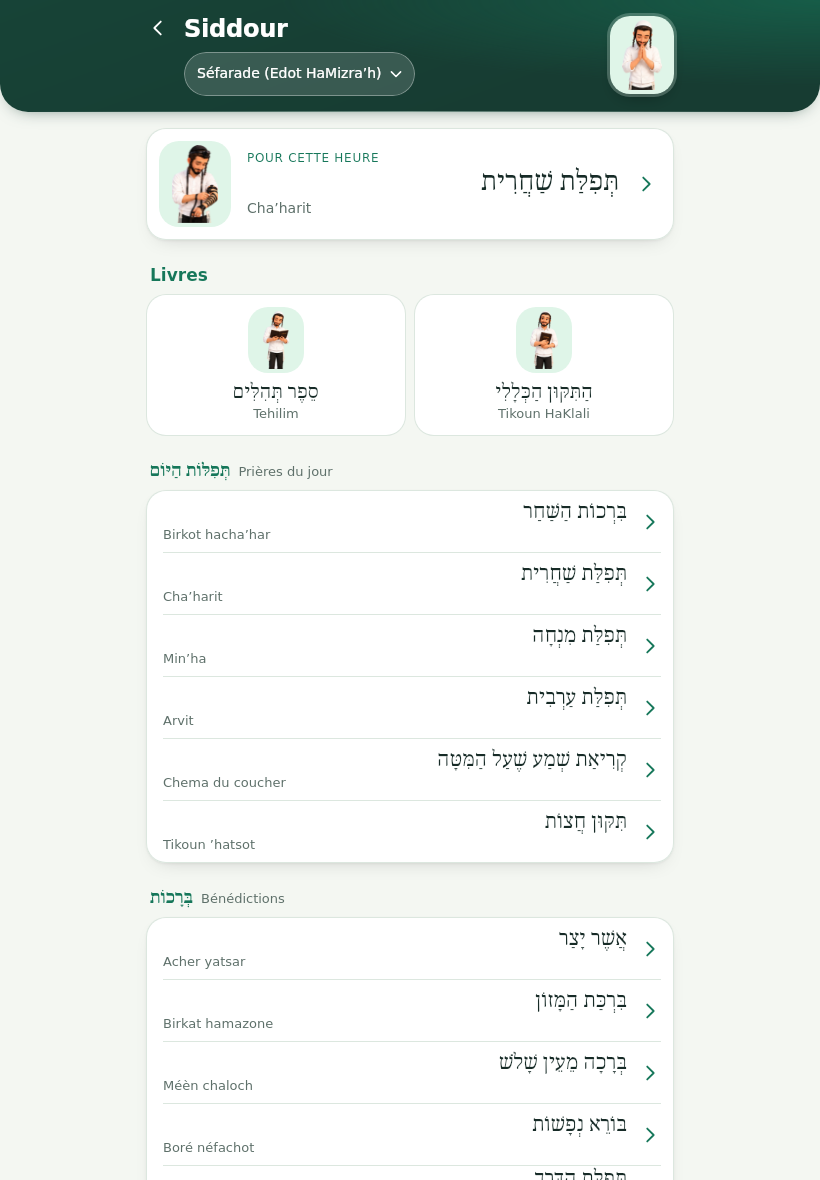 Siddour
Séfarade (Edot HaMizra’h)
POUR CETTE HEURE
תְּפִלַּת שַׁחֲרִית
Cha’harit
Livres
סֵפֶר תְּהִלִּים
Tehilim
הַתִּקּוּן הַכְּלָלִי
Tikoun HaKlali
תְּפִלּוֹת הַיּוֹם Prières du jour
בִּרְכוֹת הַשַּׁחַר
Birkot hacha’har
תְּפִלַּת שַׁחֲרִית
Cha’harit
תְּפִלַּת מִנְחָה
Min’ha
תְּפִלַּת עַרְבִית
Arvit
קְרִיאַת שְׁמַע שֶׁעַל הַמִּטָּה
Chema du coucher
תִּקּוּן חֲצוֹת
Tikoun ’hatsot
בְּרָכוֹת Bénédictions
אֲשֶׁר יָצַר
Acher yatsar
בִּרְכַּת הַמָּזוֹן
Birkat hamazone
בְּרָכָה מֵעֵין שָׁלֹשׁ
Méèn chaloch
בּוֹרֵא נְפָשׁוֹת
Boré néfachot
תפלת הדרך